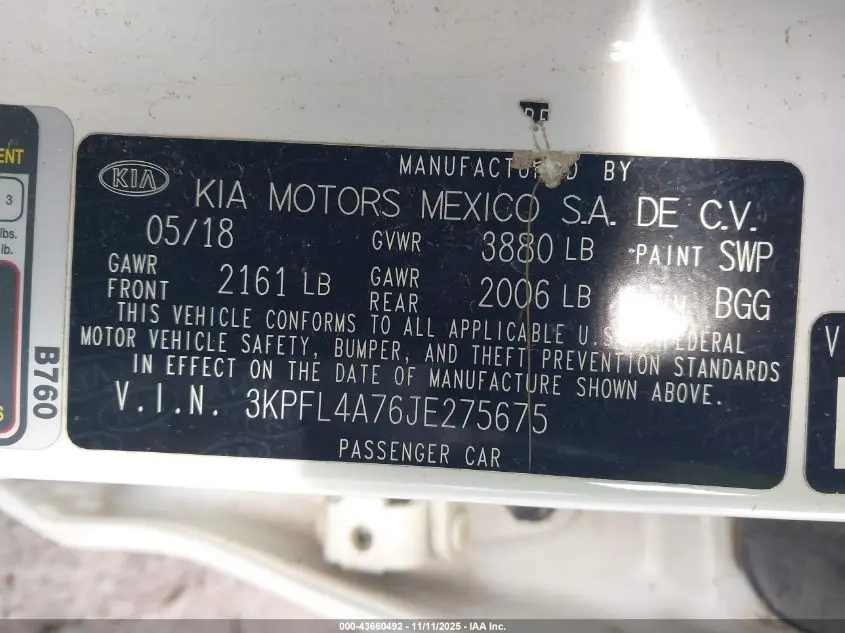 MANUFACTURED BY
KIA
KIA MOTORS MEXICO S.A. DE C.V.
05/18 GVWR 3880 LB PAINT SWP
GAWR FRONT 2161 LB GAWR REAR 2006 LB BGG
THIS VEHICLE CONFORMS TO ALL APPLICABLE U.S. FEDERAL
MOTOR VEHICLE SAFETY, BUMPER, AND THEFT PREVENTION STANDARDS
IN EFFECT ON THE DATE OF MANUFACTURE SHOWN ABOVE.
V.I.N. 3KPFL4A76JE275675
PASSENGER CAR
3
lbs.
lb.
B760
V
000-43660492 - 11/11/2025 - IAA Inc.